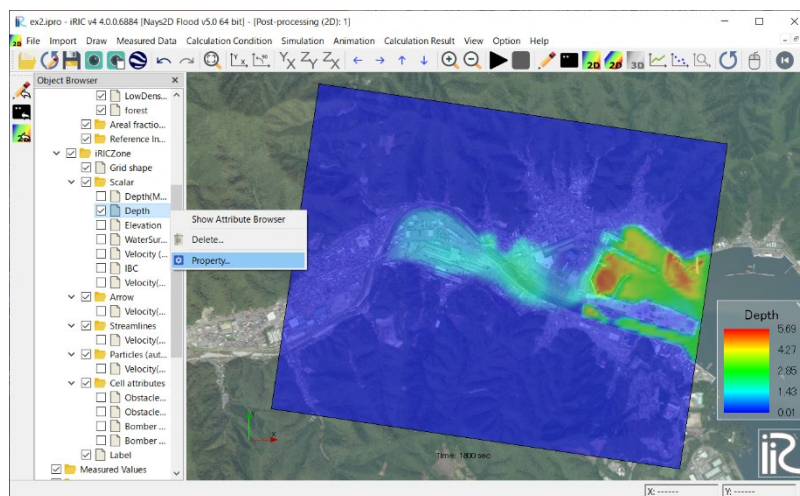 ex2.ipro - iRIC v4 4.0.0.6884 [Nays2D Flood v5.0 64 bit] - [Post-processing (2D): 1]
File Import Draw Measured Data Calculation Condition Simulation Animation Calculation Result View Option Help
Object Browser
LowDens...
forest
Areal fractio...
Reference In...
iRICZone
Grid shape
Scalar
Depth(M...
Depth
Elevation
WaterSur...
Velocity (...
IBC
Velocity(...
Arrow
Velocity(...
Streamlines
Velocity(...
Particles (aut...
Velocity(...
Cell attributes
Obstacle...
Obstacle...
Bomber ...
Bomber ...
Label
Measured Values
Show Attribute Browser
Delete...
Property...
Depth
5.69
4.27
2.85
1.43
0.01
Time: 1800 sec
X
iRIC
X: ------
Y: ------